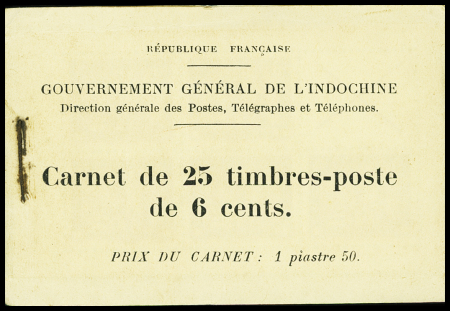 RÉPUBLIQUE FRANÇAISE
GOUVERNEMENT GÉNÉRAL DE L'INDOCHINE
Direction générale des Postes, Télégraphes et Téléphones.
Carnet de 25 timbres-poste
de 6 cents.
PRIX DU CARNET : 1 piastre 50.